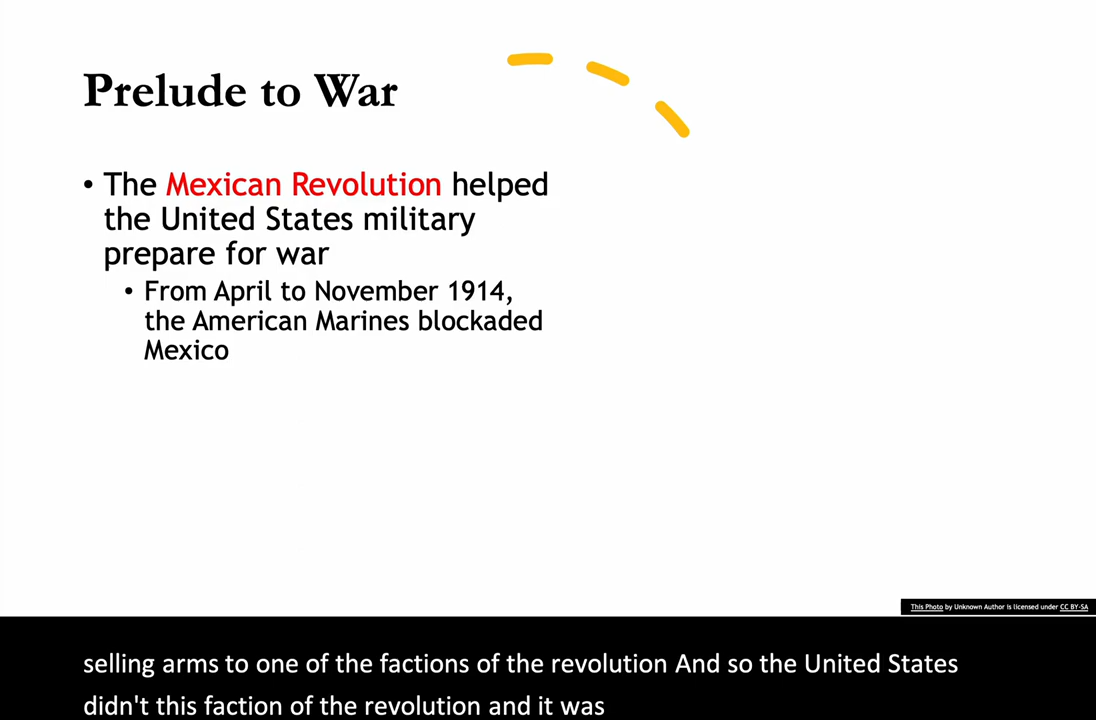 Prelude to War
• The Mexican Revolution helped
the United States military
prepare for war
• From April to November 1914,
the American Marines blockaded
Mexico
This Photo by Unknown Author is licensed under CC BY-SA
selling arms to one of the factions of the revolution And so the United States
didn't this faction of the revolution and it was